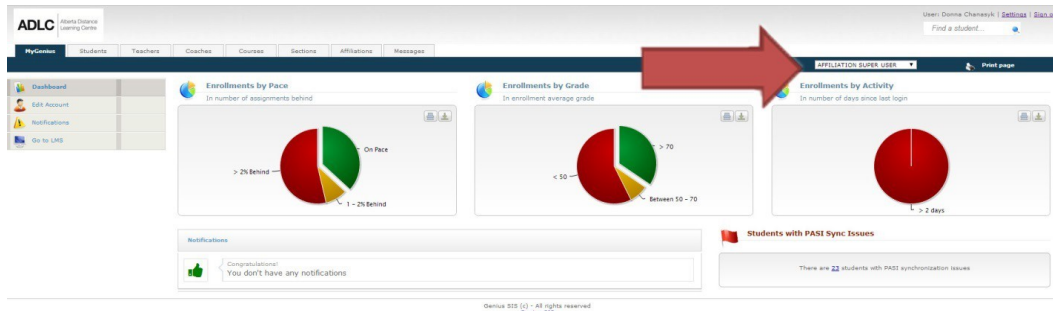 User: Donna Chanasyk | Settings | Sign o
ADLC Alberta Distance
Learning Centre
Find a student...
MyGenius Students Teachers Coaches Courses Sections Affiliations Messages
AFFILIATION SUPER USER Print page
Dashboard
Edit Account
Notifications
Go to LMS
Enrollments by Pace
In number of assignments behind
On Pace
> 2% Behind
1 - 2% Behind
Enrollments by Grade
In enrollment average grade
> 70
< 50
Between 50 - 70
Enrollments by Activity
In number of days since last login
> 2 days
Notifications
Congratulations!
You don't have any notifications
Students with PASI Sync Issues
There are 23 students with PASI synchronization issues
Genius SIS (c) - All rights reserved